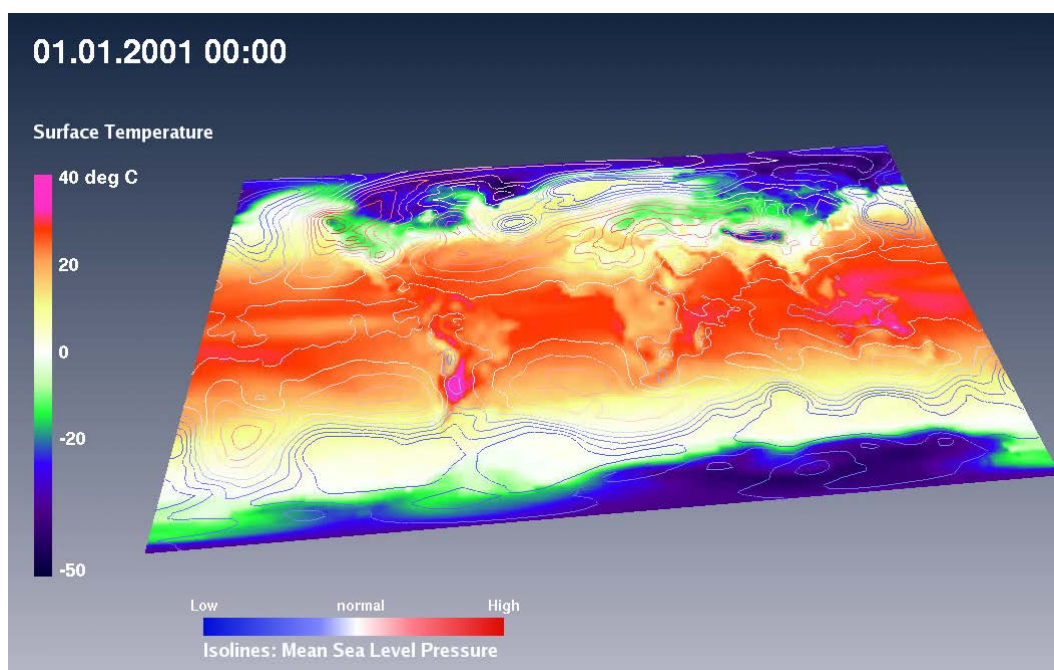 01.01.2001 00:00
Surface Temperature
40 deg C
20
0
-20
-50
Low normal High
Isolines: Mean Sea Level Pressure